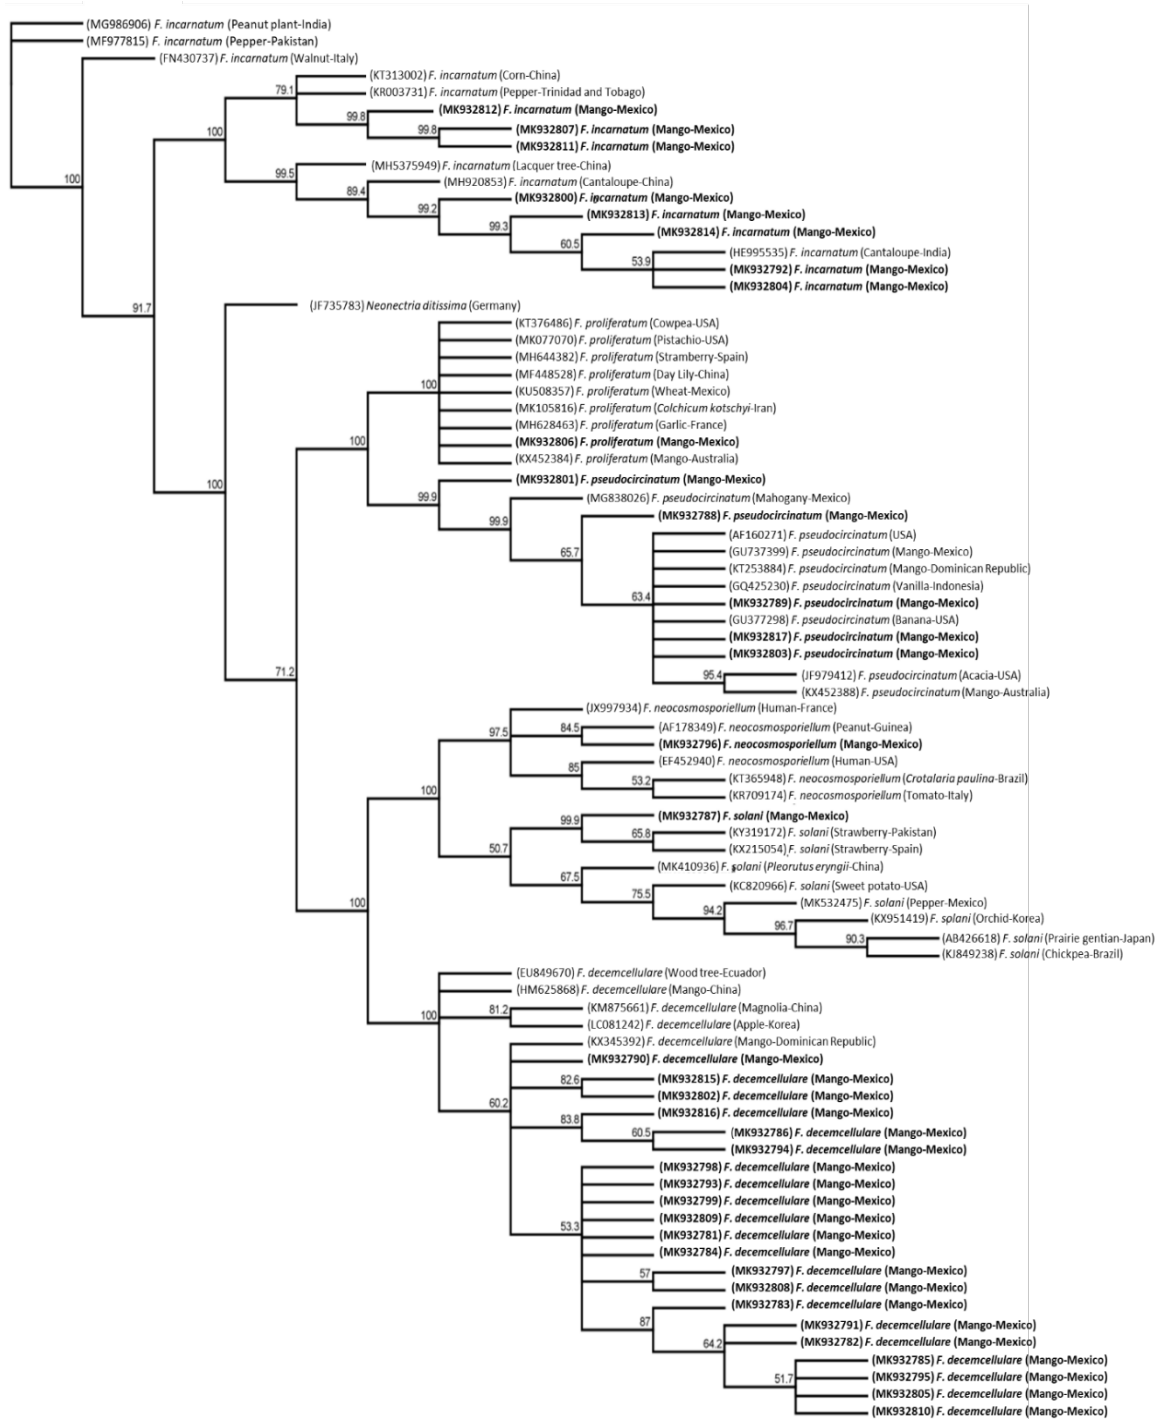 (MG986906) F. incarnatum (Peanut plant-India)
(MF977815) F. incarnatum (Pepper-Pakistan)
(FN430737) F. incarnatum (Walnut-Italy)
(KT313002) F. incarnatum (Corn-China)
79.1
(KR003731) F. incarnatum (Pepper-Trinidad and Tobago)
(MK932812) F. incarnatum (Mango-Mexico)
99.8
(MK932807) F. incarnatum (Mango-Mexico)
99.8
100
(MK932811) F. incarnatum (Mango-Mexico)
(MH5375949) F. incarnatum (Lacquer tree-China)
99.5
100
(MH920853) F. incarnatum (Cantaloupe-China)
89.4
(MK932800) F. incarnatum (Mango-Mexico)
99.2
(MK932813) F. incarnatum (Mango-Mexico)
99.3
(MK932814) F. incarnatum (Mango-Mexico)
60.5
(HE995535) F. incarnatum (Cantaloupe-India)
53.9
(MK932792) F. incarnatum (Mango-Mexico)
(MK932804) F. incarnatum (Mango-Mexico)
91.7
(JF735783) Neonectria ditissima (Germany)
(KT376486) F. proliferatum (Cowpea-USA)
(MK077070) F. proliferatum (Pistachio-USA)
(MH644382) F. proliferatum (Stramberry-Spain)
(MF448528) F. proliferatum (Day Lily-China)
100
(KU508357) F. proliferatum (Wheat-Mexico)
(MK105816) F. proliferatum (Colchicum kotschyi-Iran)
(MH628463) F. proliferatum (Garlic-France)
100
(MK932806) F. proliferatum (Mango-Mexico)
(KX452384) F. proliferatum (Mango-Australia)
(MK932801) F. pseudocircinatum (Mango-Mexico)
100
99.9
(MG838026) F. pseudocircinatum (Mahogany-Mexico)
(MK932788) F. pseudocircinatum (Mango-Mexico)
99.9
(AF160271) F. pseudocircinatum (USA)
(GU737399) F. pseudocircinatum (Mango-Mexico)
65.7
(KT253884) F. pseudocircinatum (Mango-Dominican Republic)
(GQ425230) F. pseudocircinatum (Vanilla-Indonesia)
63.4
(MK932789) F. pseudocircinatum (Mango-Mexico)
(GU377298) F. pseudocircinatum (Banana-USA)
(MK932817) F. pseudocircinatum (Mango-Mexico)
(MK932803) F. pseudocircinatum (Mango-Mexico)
71.2
95.4
(JF979412) F. pseudocircinatum (Acacia-USA)
(KX452388) F. pseudocircinatum (Mango-Australia)
(JX997934) F. neocosmosporiellum (Human-France)
97.5
84.5
(AF178349) F. neocosmosporiellum (Peanut-Guinea)
(MK932796) F. neocosmosporiellum (Mango-Mexico)
(EF452940) F. neocosmosporiellum (Human-USA)
85
53.2
(KT365948) F. neocosmosporiellum (Crotalaria paulina-Brazil)
100
(KR709174) F. neocosmosporiellum (Tomato-Italy)
(MK932787) F. solani (Mango-Mexico)
99.9
65.8
(KY319172) F. solani (Strawberry-Pakistan)
(KX215054) F. solani (Strawberry-Spain)
50.7
(MK410936) F. solani (Pleorutus eryngii-China)
67.5
(KC820966) F. solani (Sweet potato-USA)
75.5
(MK532475) F. solani (Pepper-Mexico)
100
94.2
(KX951419) F. solani (Orchid-Korea)
96.7
(AB426618) F. solani (Prairie gentian-Japan)
90.3
(KJ849238) F. solani (Chickpea-Brazil)
(EU849670) F. decemcellulare (Wood tree-Ecuador)
(HM625868) F. decemcellulare (Mango-China)
81.2
(KM875661) F. decemcellulare (Magnolia-China)
100
(LC081242) F. decemcellulare (Apple-Korea)
(KX345392) F. decemcellulare (Mango-Dominican Republic)
(MK932790) F. decemcellulare (Mango-Mexico)
82.6
(MK932815) F. decemcellulare (Mango-Mexico)
(MK932802) F. decemcellulare (Mango-Mexico)
60.2
(MK932816) F. decemcellulare (Mango-Mexico)
83.8
60.5
(MK932786) F. decemcellulare (Mango-Mexico)
(MK932794) F. decemcellulare (Mango-Mexico)
(MK932798) F. decemcellulare (Mango-Mexico)
(MK932793) F. decemcellulare (Mango-Mexico)
(MK932799) F. decemcellulare (Mango-Mexico)
(MK932809) F. decemcellulare (Mango-Mexico)
53.3
(MK932781) F. decemcellulare (Mango-Mexico)
(MK932784) F. decemcellulare (Mango-Mexico)
57
(MK932797) F. decemcellulare (Mango-Mexico)
(MK932808) F. decemcellulare (Mango-Mexico)
(MK932783) F. decemcellulare (Mango-Mexico)
87
(MK932791) F. decemcellulare (Mango-Mexico)
64.2
(MK932782) F. decemcellulare (Mango-Mexico)
(MK932785) F. decemcellulare (Mango-Mexico)
51.7
(MK932795) F. decemcellulare (Mango-Mexico)
(MK932805) F. decemcellulare (Mango-Mexico)
(MK932810) F. decemcellulare (Mango-Mexico)